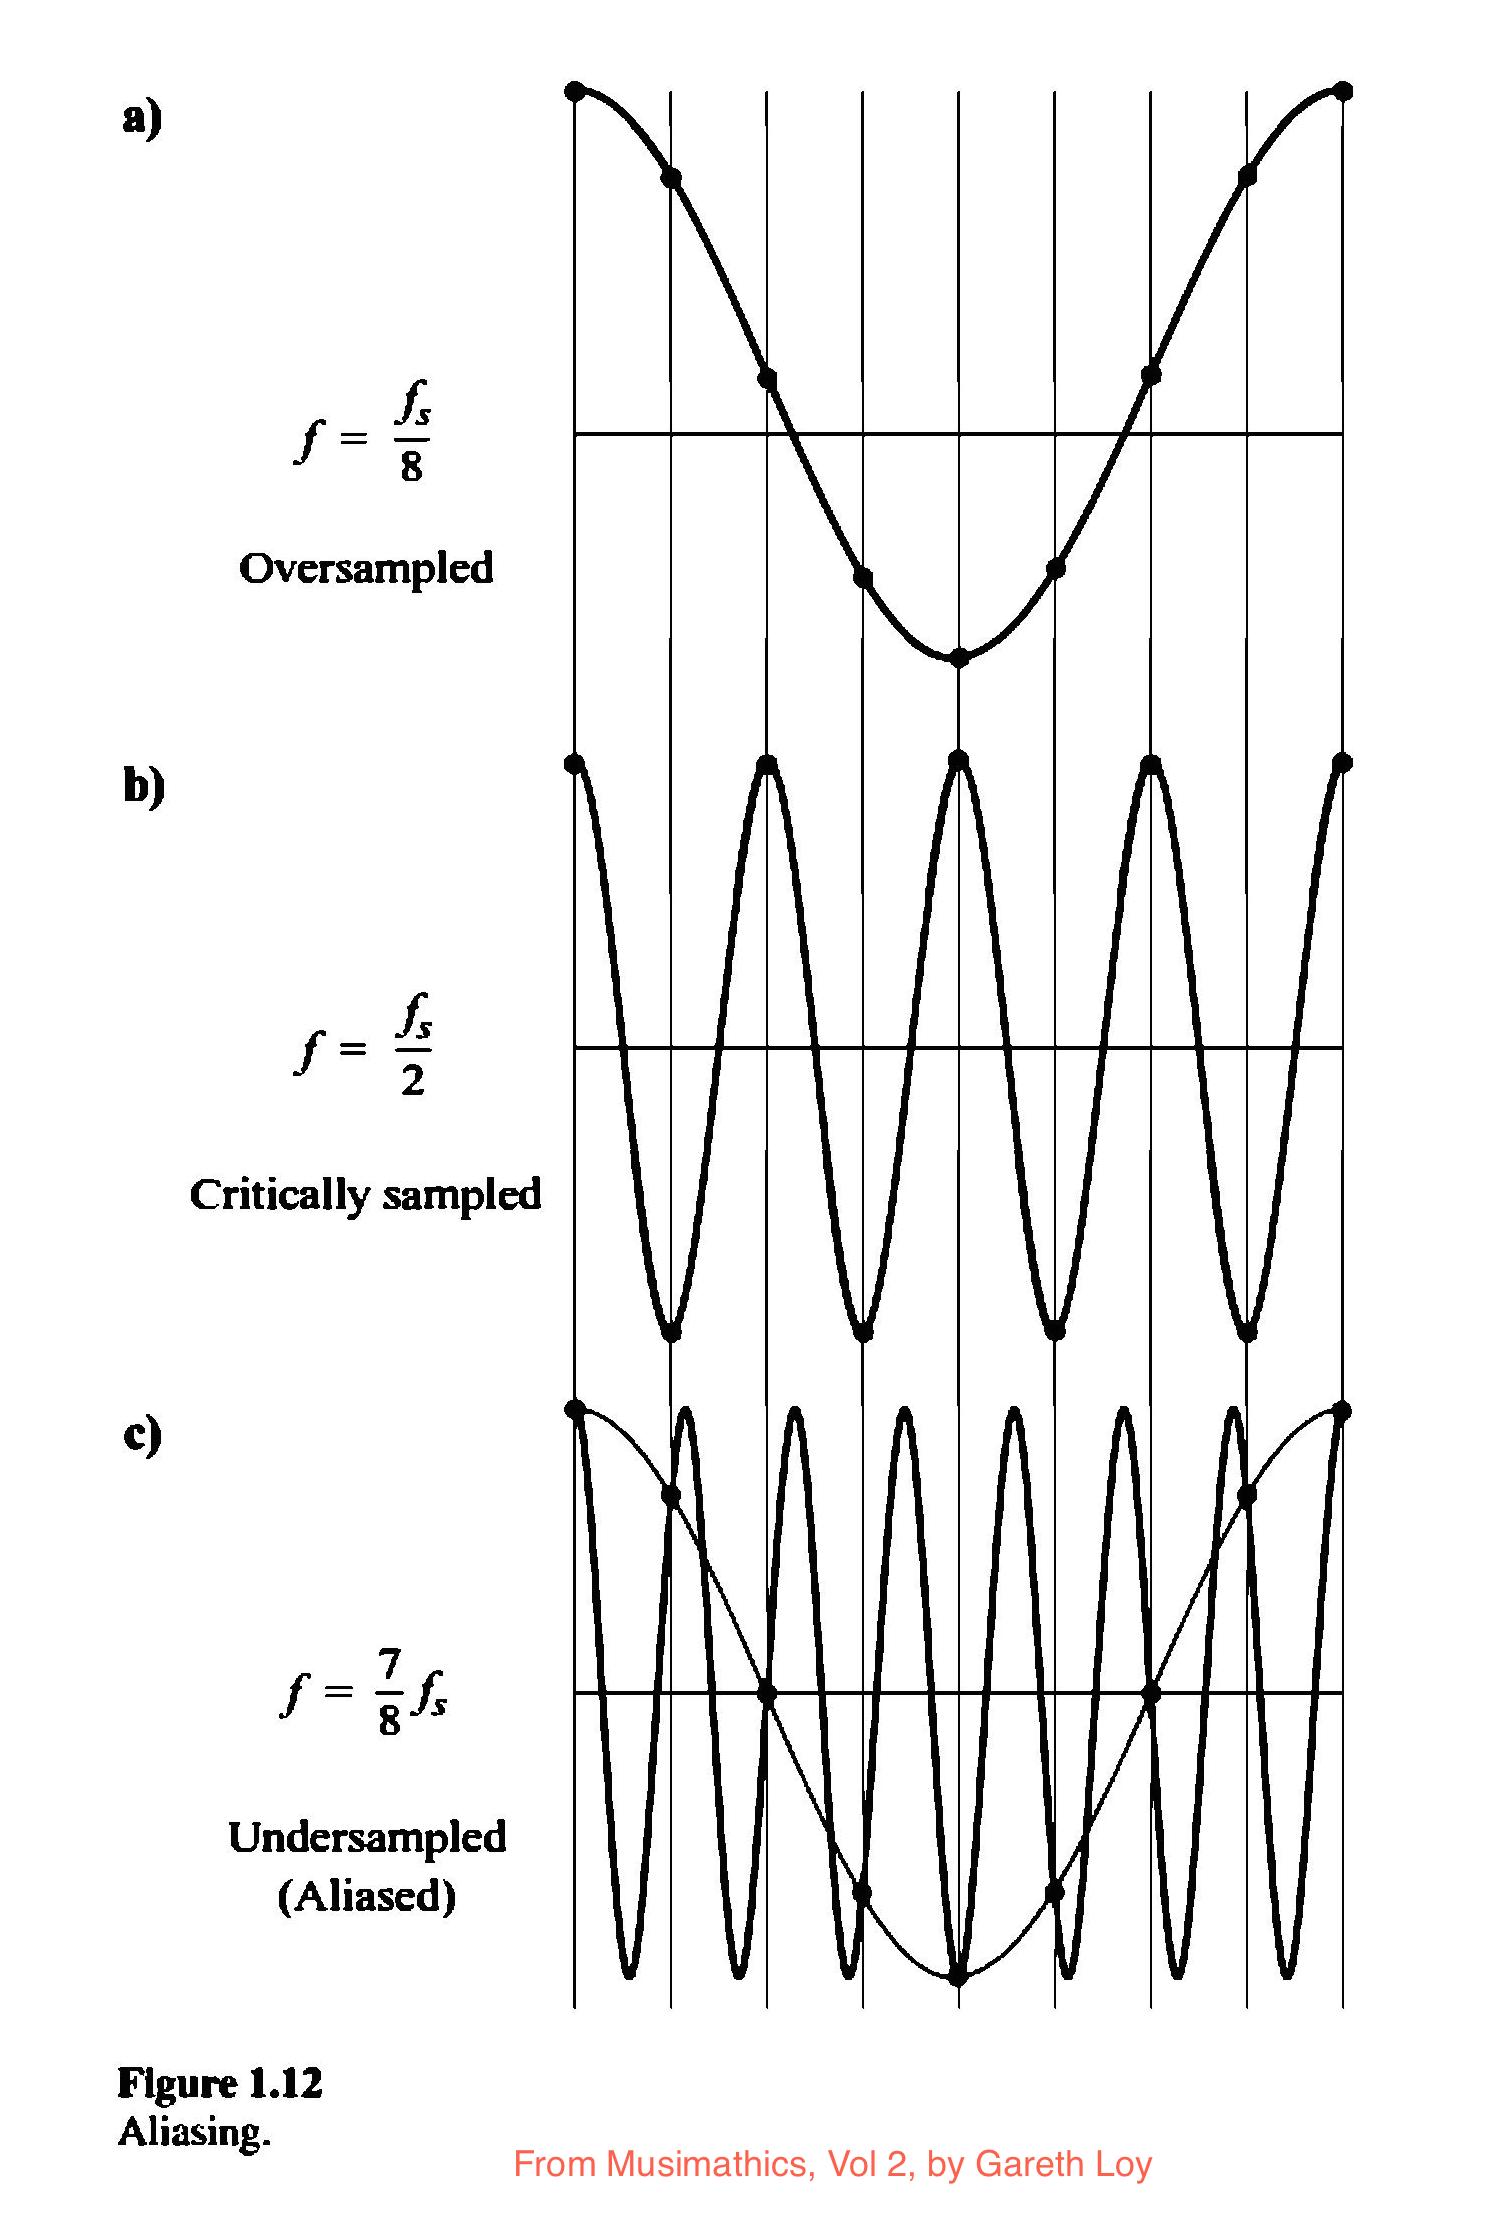 a)
f = fs/8
Oversampled
b)
f = fs/2
Critically sampled
c)
f = 7/8 fs
Undersampled
(Aliased)
Figure 1.12
Aliasing.
From Musimathics, Vol 2, by Gareth Loy